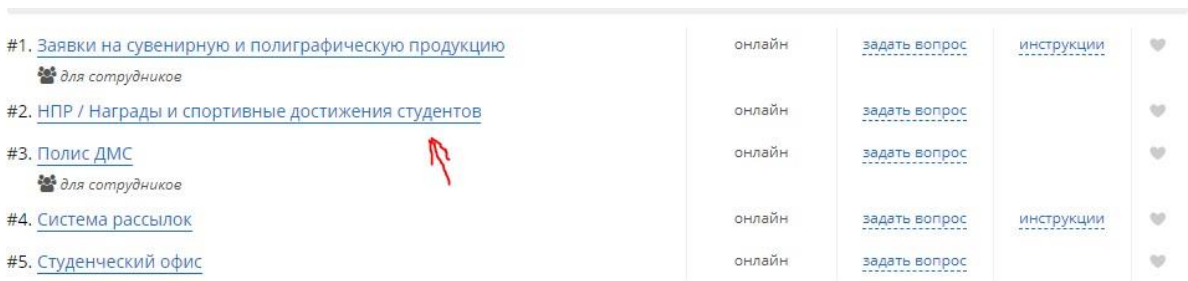 #1. Заявки на сувенирную и полиграфическую продукцию онлайн задать вопрос инструкции
для сотрудников
#2. НПР / Награды и спортивные достижения студентов онлайн задать вопрос
#3. Полис ДМС онлайн задать вопрос
для сотрудников
#4. Система рассылок онлайн задать вопрос инструкции
#5. Студенческий офис онлайн задать вопрос